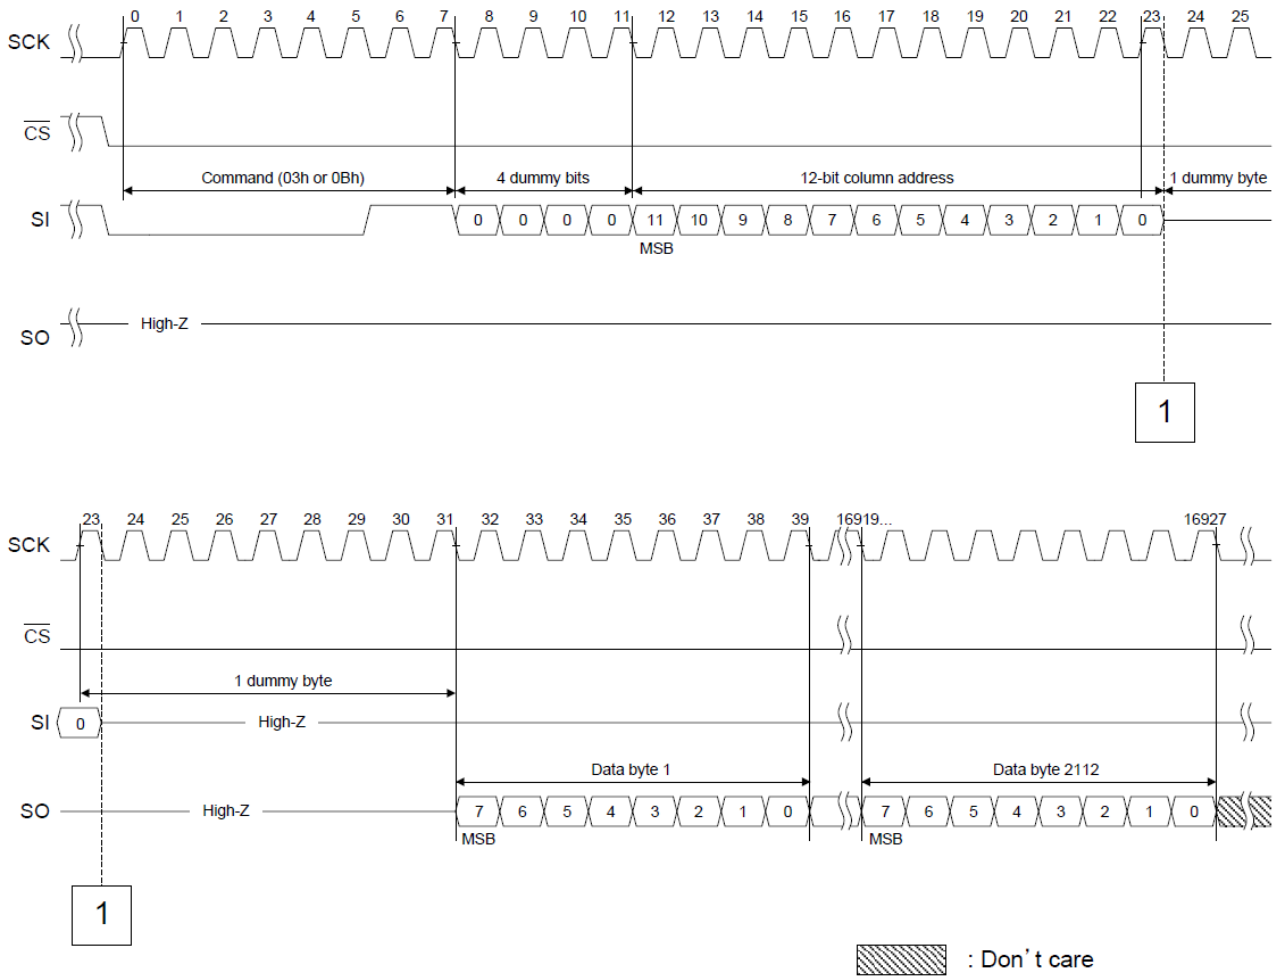 0 1 2 3 4 5 6 7 8 9 10 11 12 13 14 15 16 17 18 19 20 21 22 23 24 25
SCK
CS
Command (03h or 0Bh) 4 dummy bits 12-bit column address 1 dummy byte
SI 0 0 0 0 11 10 9 8 7 6 5 4 3 2 1 0
MSB
High-Z
SO
1
23 24 25 26 27 28 29 30 31 32 33 34 35 36 37 38 39 16919... 16927
SCK
CS
1 dummy byte
SI 0 High-Z
Data byte 1 Data byte 2112
SO High-Z 7 6 5 4 3 2 1 0 7 6 5 4 3 2 1 0
MSB MSB
1
: Don't care